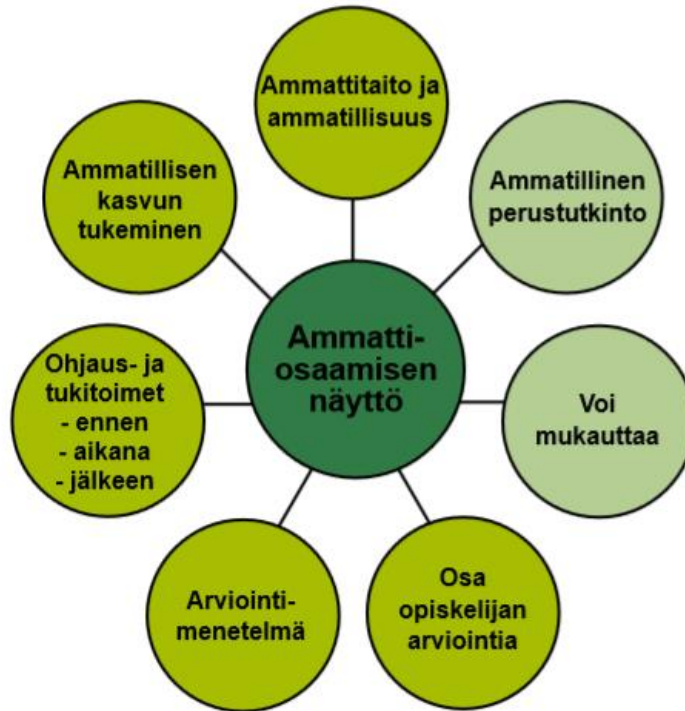 Ammattitaito ja
ammatillisuus
Ammatillinen
perustutkinto
Voi
mukauttaa
Osa
opiskelijan
arviointia
Arviointi-
menetelmä
Ohjaus- ja
tukitoimet
- ennen
- aikana
- jälkeen
Ammatillisen
kasvun
tukeminen
Ammatti-
osaamisen
näyttö